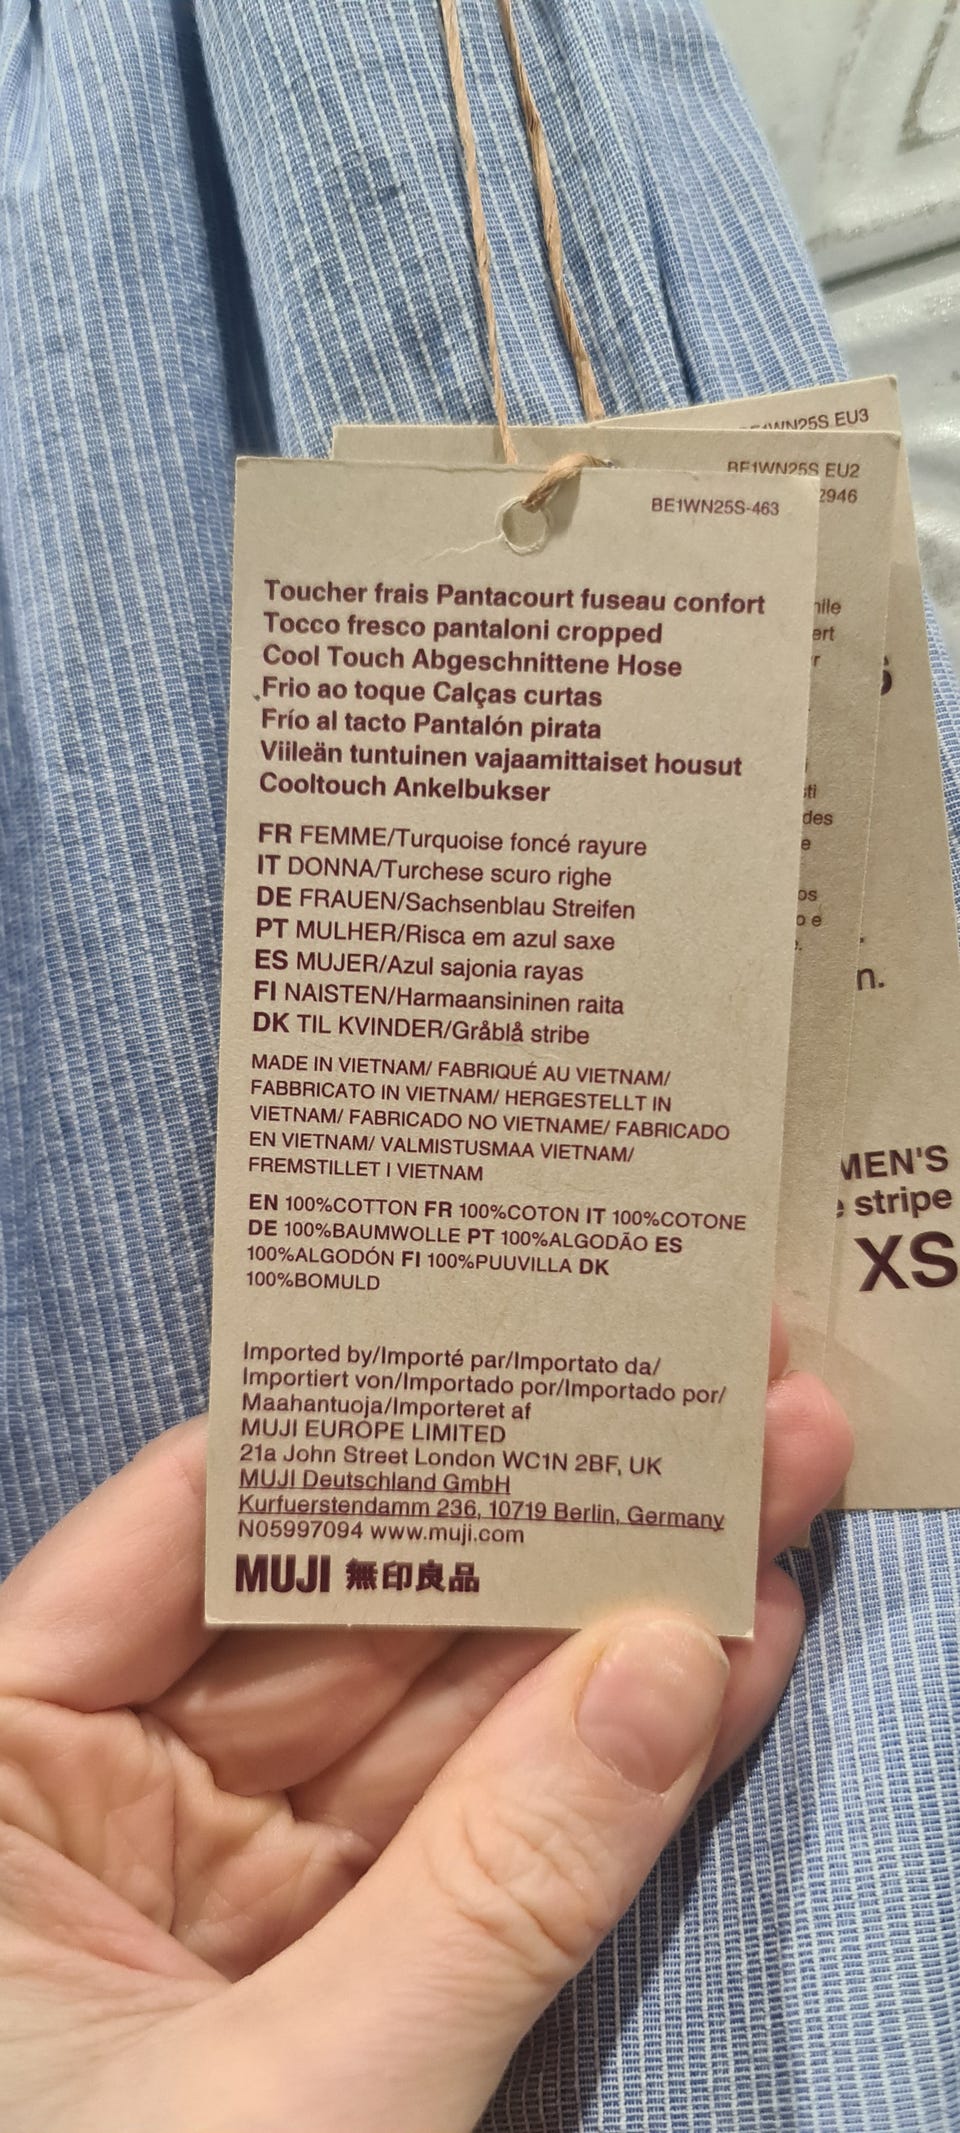 BE1WN25S EU3
BE1WN25S EU2
2946
BE1WN25S-463
Toucher frais Pantacourt fuseau confort
Tocco fresco pantaloni cropped
Cool Touch Abgeschnittene Hose
Frio ao toque Calças curtas
Frío al tacto Pantalón pirata
Viileän tuntuinen vajaamittaiset housut
Cooltouch Ankelbukser
FR FEMME/Turquoise foncé rayure
IT DONNA/Turchese scuro righe
DE FRAUEN/Sachsenblau Streifen
PT MULHER/Risca em azul saxe
ES MUJER/Azul sajonia rayas
FI NAISTEN/Harmaansininen raita
DK TIL KVINDER/Gråblå stribe
MADE IN VIETNAM/ FABRIQUÉ AU VIETNAM/
FABBRICATO IN VIETNAM/ HERGESTELLT IN
VIETNAM/ FABRICADO NO VIETNAME/ FABRICADO
EN VIETNAM/ VALMISTUSMAA VIETNAM/
FREMSTILLET I VIETNAM
EN 100%COTTON FR 100%COTON IT 100%COTONE
DE 100%BAUMWOLLE PT 100%ALGODÃO ES
100%ALGODÓN FI 100%PUUVILLA DK
100%BOMULD
Imported by/Importé par/Importato da/
Importiert von/Importado por/Importado por/
Maahantuoja/Importeret af
MUJI EUROPE LIMITED
21a John Street London WC1N 2BF, UK
MUJI Deutschland GmbH
Kurfuerstendamm 236, 10719 Berlin, Germany
N05997094 www.muji.com
MUJI 無印良品
MEN'S
stripe
XS